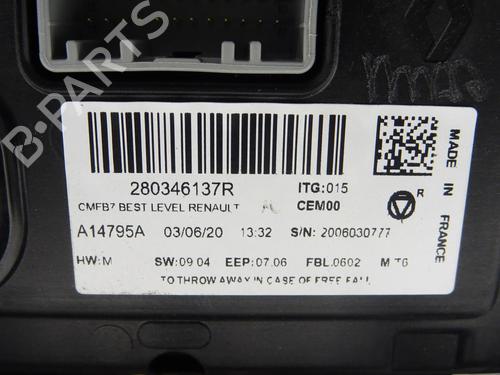 B-PARTS
280346137R
ITG:015
CMFB7 BEST LEVEL RENAULT
CEM00
R
A14795A 03/06/20 13:32 S/N: 2006030777
HW:M SW:09.04 EEP:07.06 FBL:0602
TO THROW AWAY IN CASE OF FREE FALL
MADE IN FRANCE